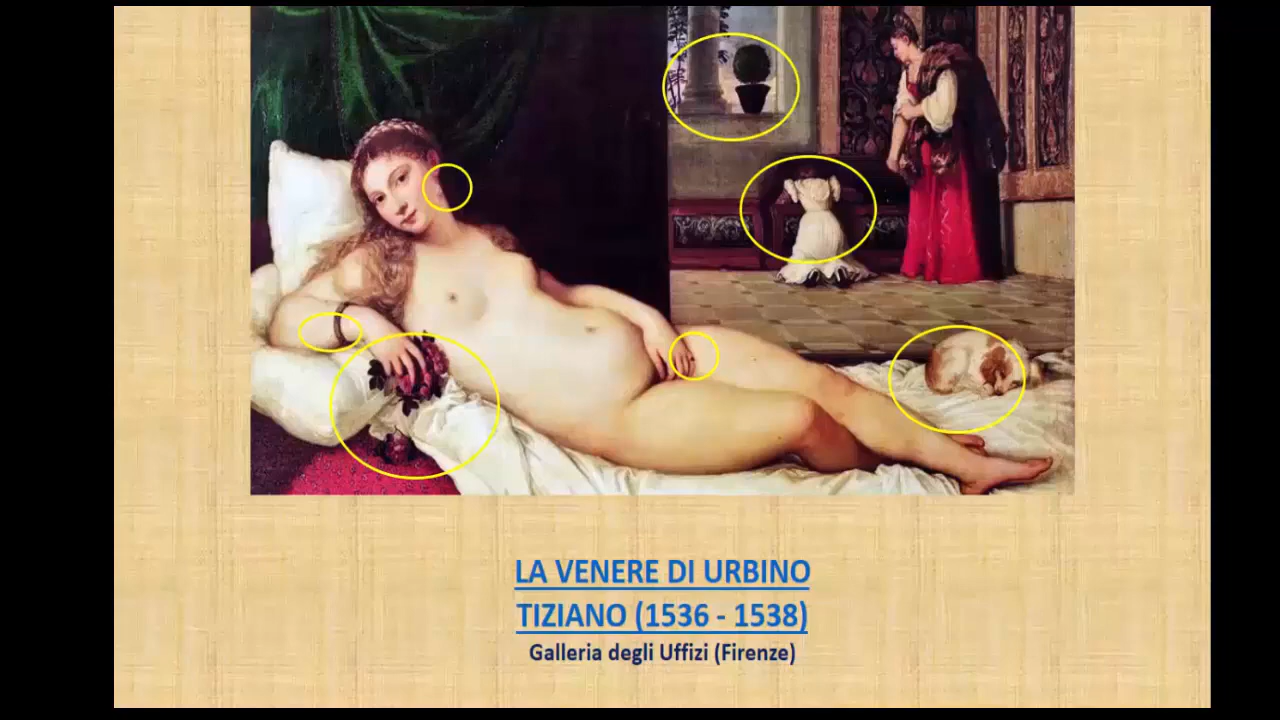 LA VENERE DI URBINO
TIZIANO (1536 - 1538)
Galleria degli Uffizi (Firenze)